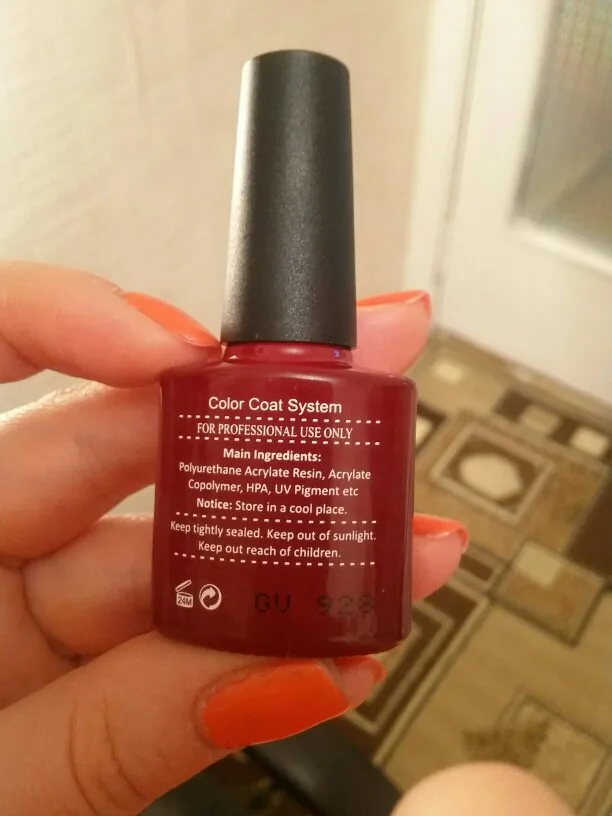 Color Coat System
FOR PROFESSIONAL USE ONLY
Main Ingredients:
Polyurethane Acrylate Resin, Acrylate
Copolymer, HPA, UV Pigment etc
Notice: Store in a cool place.
Keep tightly sealed. Keep out of sunlight.
Keep out reach of children.
24M
GV 928